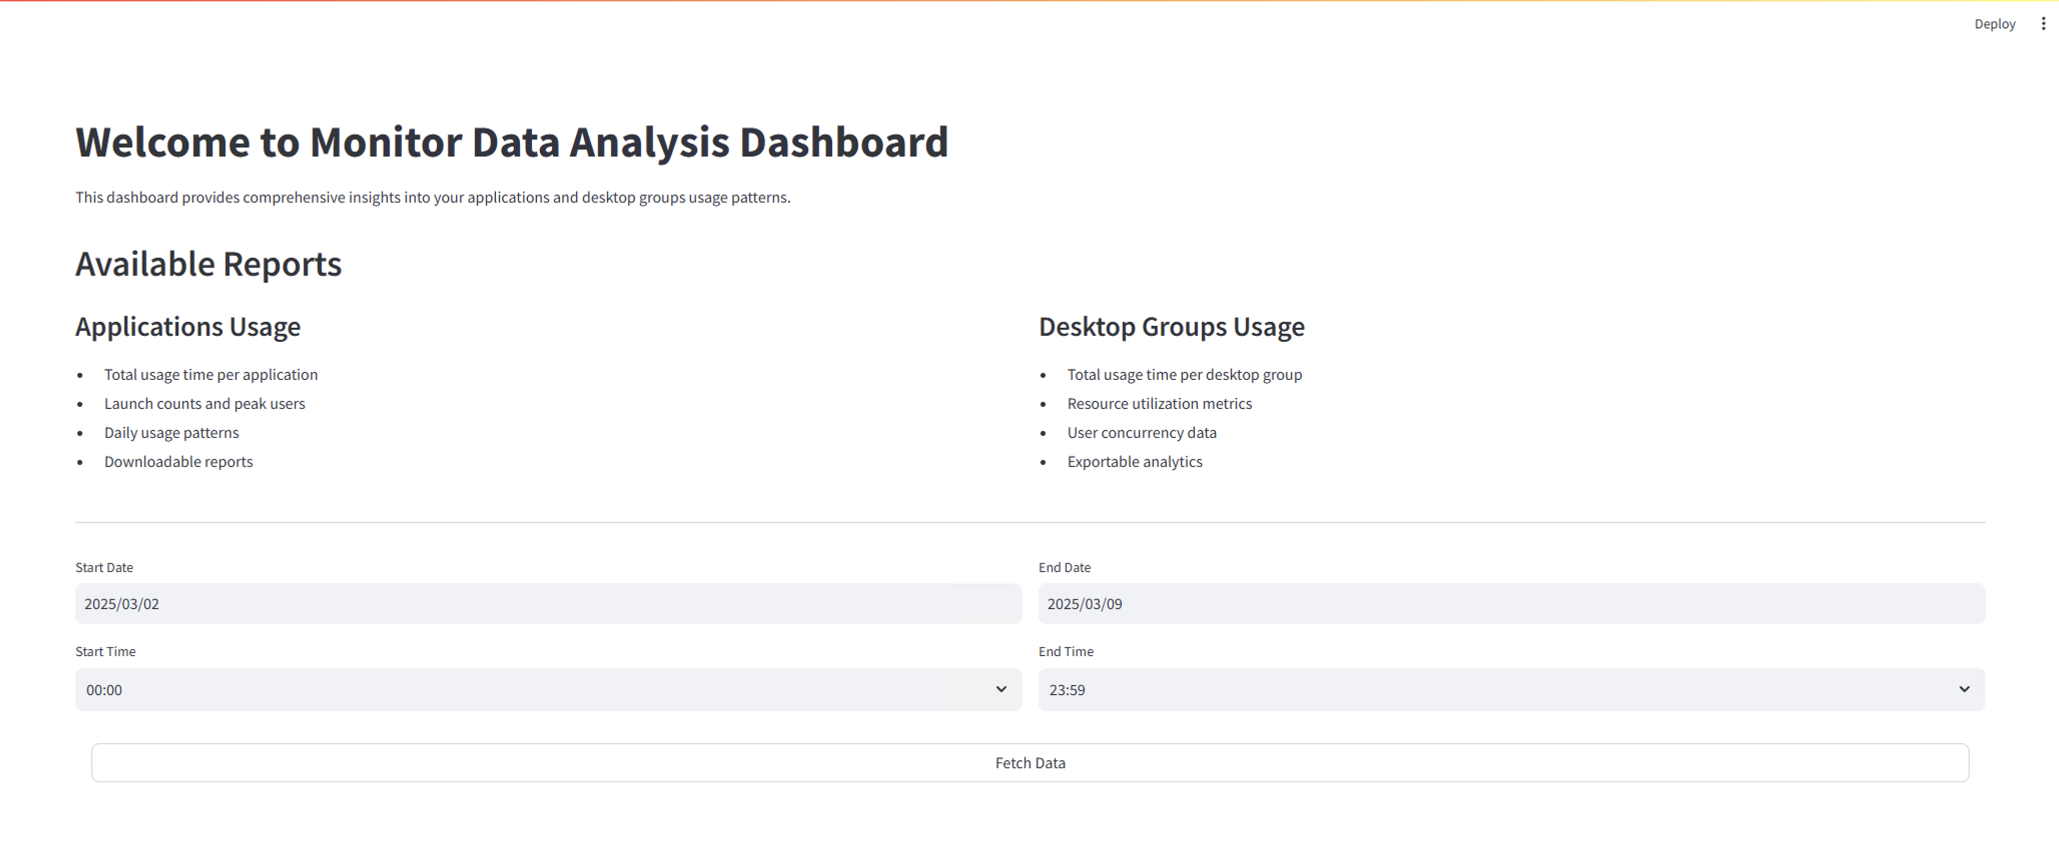 Deploy
Welcome to Monitor Data Analysis Dashboard
This dashboard provides comprehensive insights into your applications and desktop groups usage patterns.
Available Reports
Applications Usage
• Total usage time per application
• Launch counts and peak users
• Daily usage patterns
• Downloadable reports
Desktop Groups Usage
• Total usage time per desktop group
• Resource utilization metrics
• User concurrency data
• Exportable analytics
Start Date
2025/03/02
End Date
2025/03/09
Start Time
00:00
End Time
23:59
Fetch Data